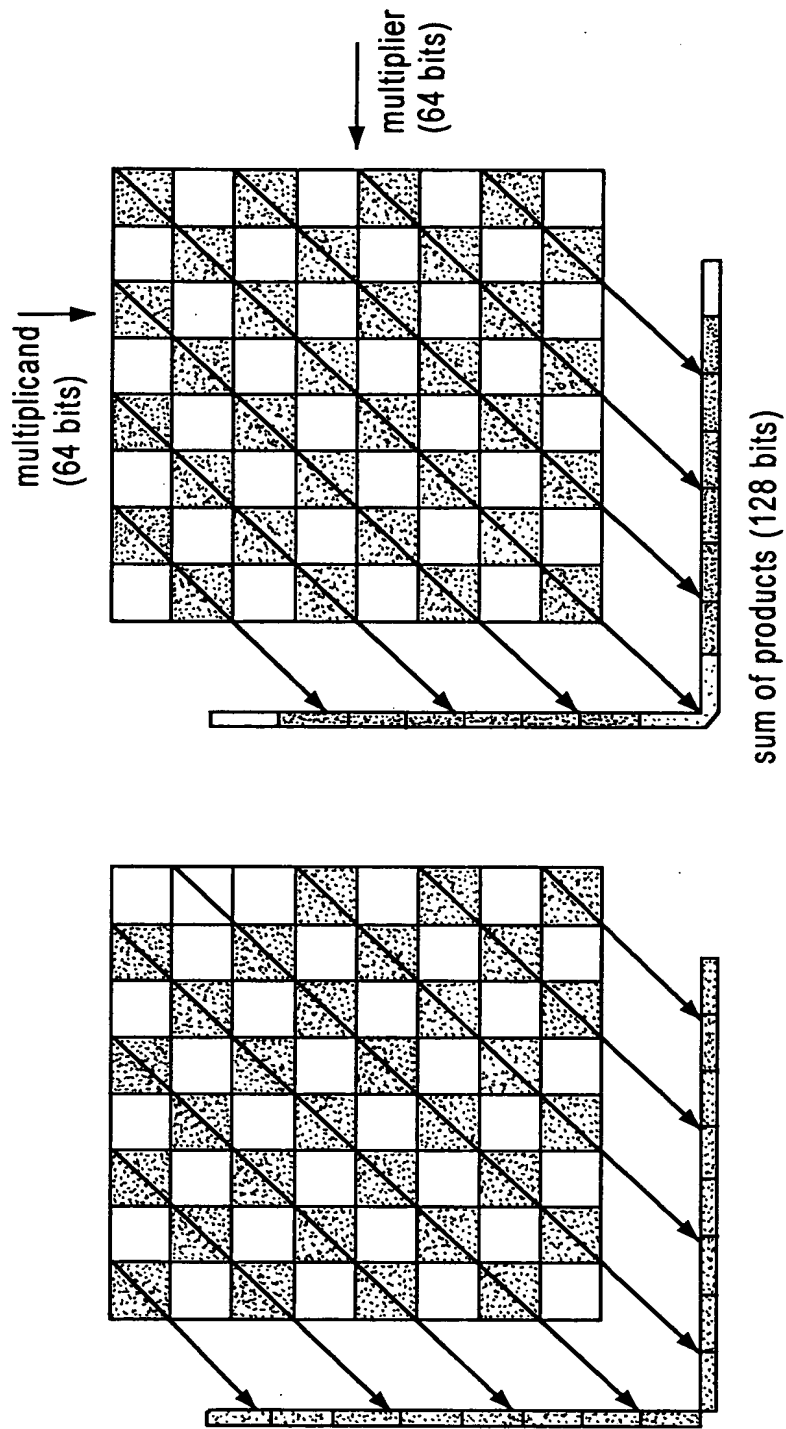 multiplicand
(64 bits)
multiplier
(64 bits)
sum of products (128 bits)